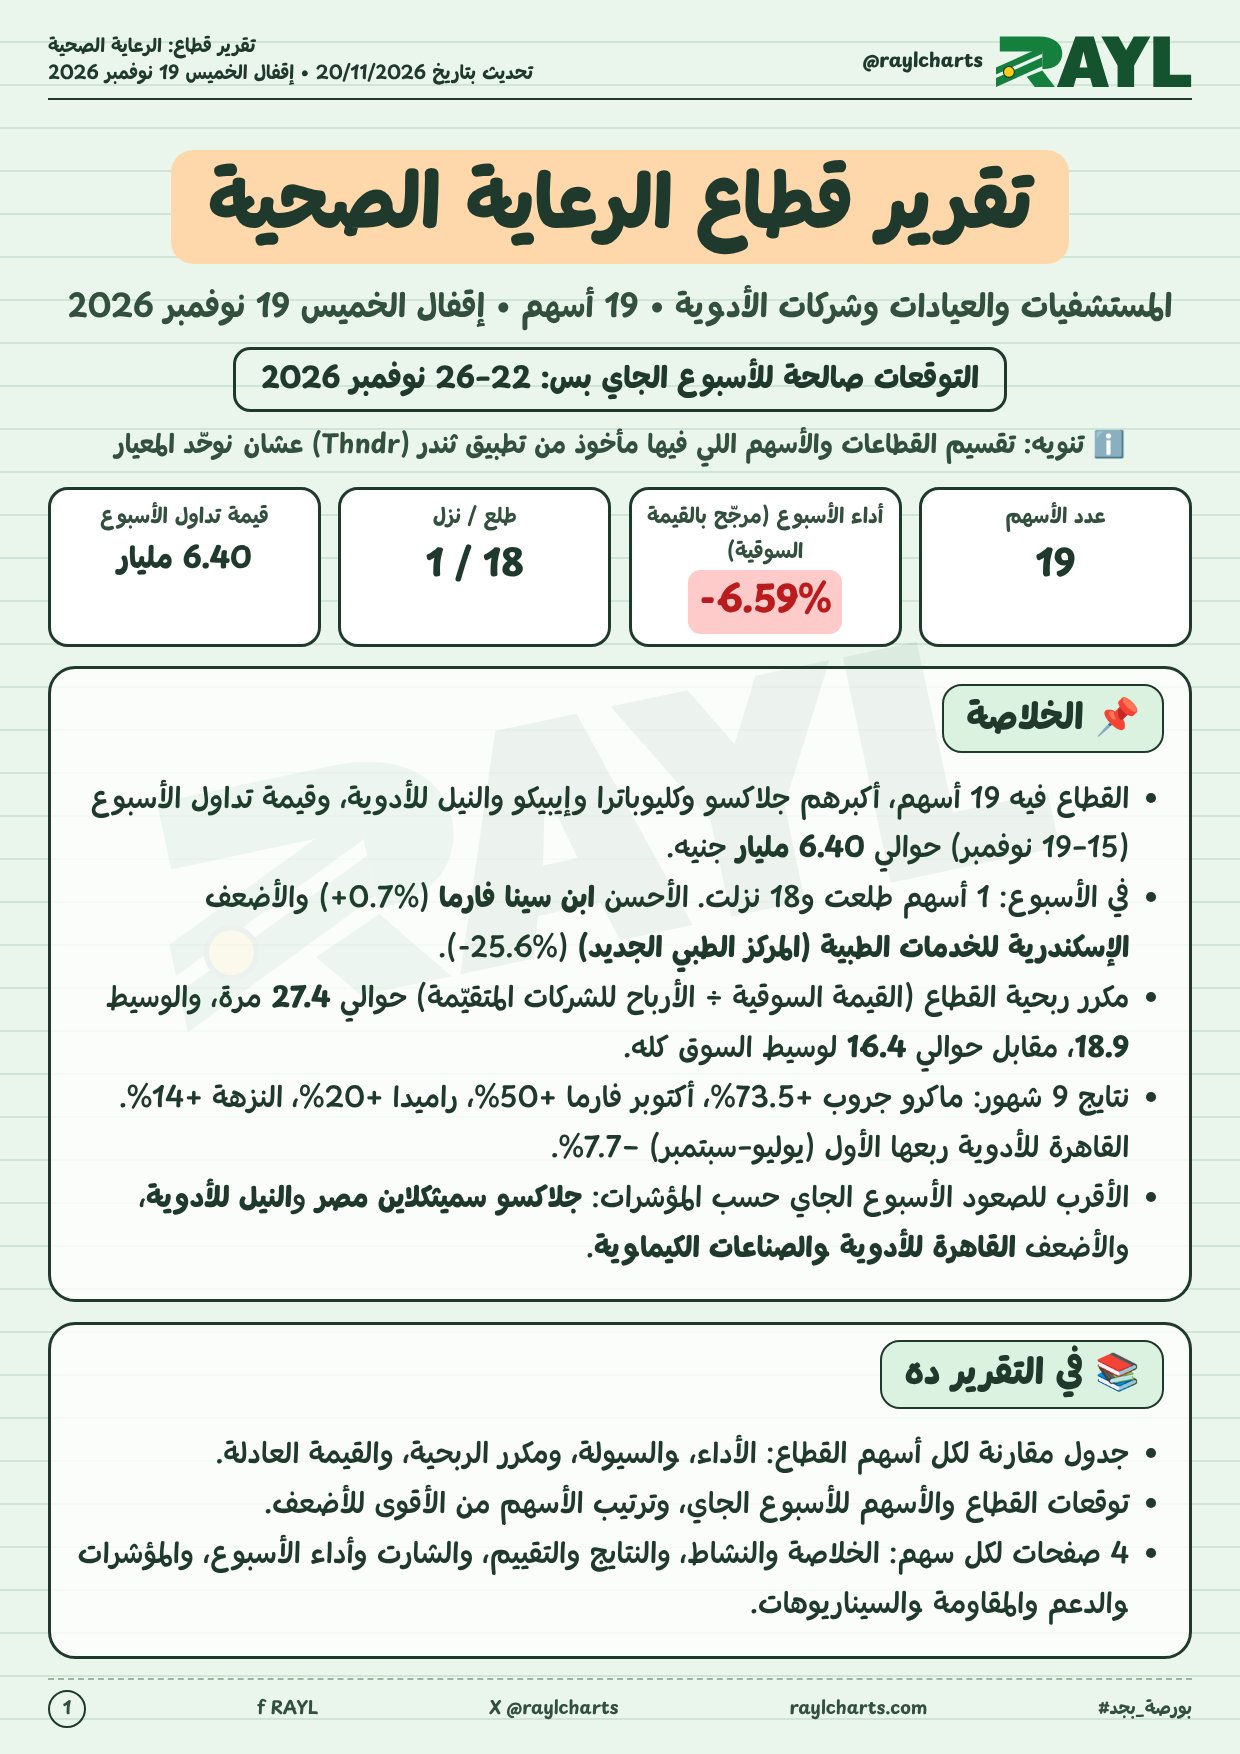 RAYL
@raylcharts
تقرير قطاع: الرعاية الصحية
تحديث بتاريخ 20/11/2026 • إقفال الخميس 19 نوفمبر 2026
تقرير قطاع الرعاية الصحية
المستشفيات والعيادات وشركات الأدوية • 19 أسهم • إقفال الخميس 19 نوفمبر 2026
التوقعات صالحة للأسبوع الجاي بس: 22–26 نوفمبر 2026
ℹ️ تنويه: تقسيم القطاعات والأسهم اللي فيها مأخوذ من تطبيق ثندر (Thndr) عشان نوحّد المعيار
عدد الأسهم
19
أداء الأسبوع (مرجّح بالقيمة
السوقية)
-6.59%
طلع / نزل
1 / 18
قيمة تداول الأسبوع
6.40 مليار
RAYL
📌 الخلاصة
• القطاع فيه 19 أسهم، أكبرهم جلاكسو وكليوباترا وإيبيكو والنيل للأدوية، وقيمة تداول الأسبوع
(15–19 نوفمبر) حوالي 6.40 مليار جنيه.
• في الأسبوع: 1 أسهم طلعت و18 نزلت. الأحسن ابن سينا فارما (+0.7%) والأضعف
الإسكندرية للخدمات الطبية (المركز الطبي الجديد) (-25.6%).
• مكرر ربحية القطاع (القيمة السوقية ÷ الأرباح للشركات المتقيّمة) حوالي 27.4 مرة، والوسيط
18.9، مقابل حوالي 16.4 لوسيط السوق كله.
• نتايج 9 شهور: ماكرو جروب +73.5%، أكتوبر فارما +50%، راميدا +20%، النزهة +14%.
القاهرة للأدوية ربعها الأول (يوليو–سبتمبر) –7.7%.
• الأقرب للصعود الأسبوع الجاي حسب المؤشرات: جلاكسو سميثكلاين مصر والنيل للأدوية،
والأضعف القاهرة للأدوية والصناعات الكيماوية.
📚 في التقرير دة
• جدول مقارنة لكل أسهم القطاع: الأداء، والسيولة، ومكرر الربحية، والقيمة العادلة.
• توقعات القطاع والأسهم للأسبوع الجاي، وترتيب الأسهم من الأقوى للأضعف.
• 4 صفحات لكل سهم: الخلاصة والنشاط، والنتايج والتقييم، والشارت وأداء الأسبوع، والمؤشرات
والدعم والمقاومة والسيناريوهات.
#بورصة_بجد
raylcharts.com
X @raylcharts
f RAYL
1